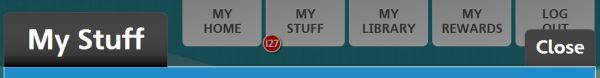 MY HOME
MY STUFF
MY LIBRARY
MY REWARDS
LOG OUT
127
My Stuff
Close